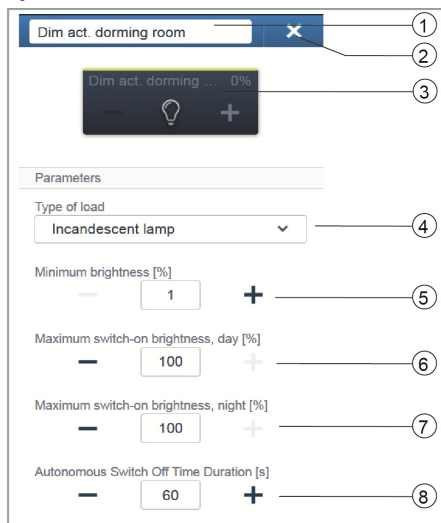 Dim act. dorming room
1
2
Dim act. dorming ... 0%
3
Parameters
Type of load
Incandescent lamp
4
Minimum brightness [%]
1
5
Maximum switch-on brightness, day [%]
100
6
Maximum switch-on brightness, night [%]
100
7
Autonomous Switch Off Time Duration [s]
60
8